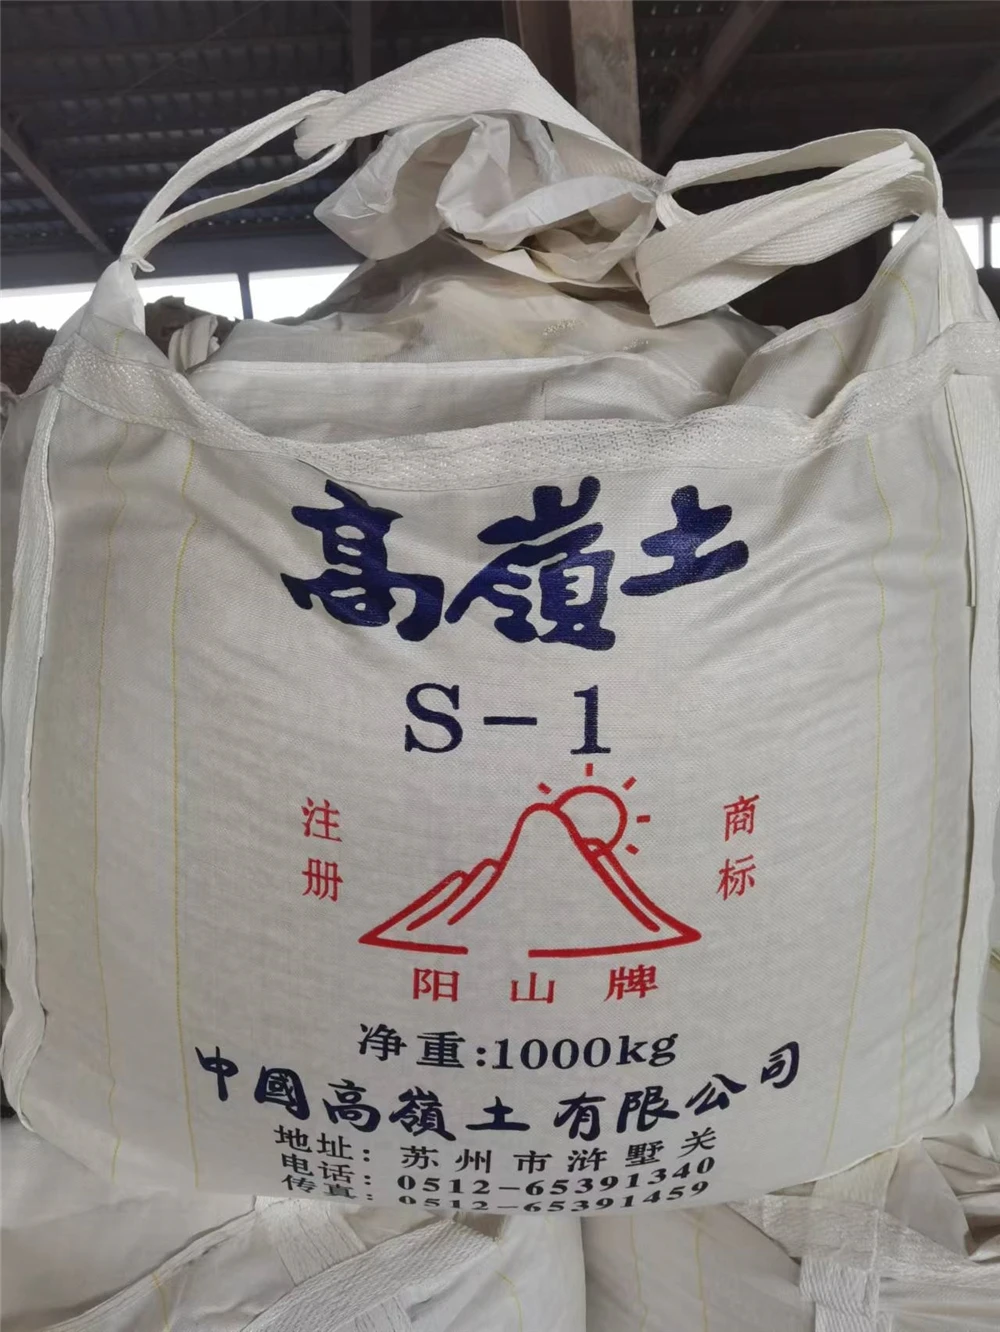 高嶺土
S-1
注册
商标
阳山牌
净重:1000kg
中國高嶺土有限公司
地址: 苏州市浒墅关
电话: 0512-65391340
传真: 0512-65391459